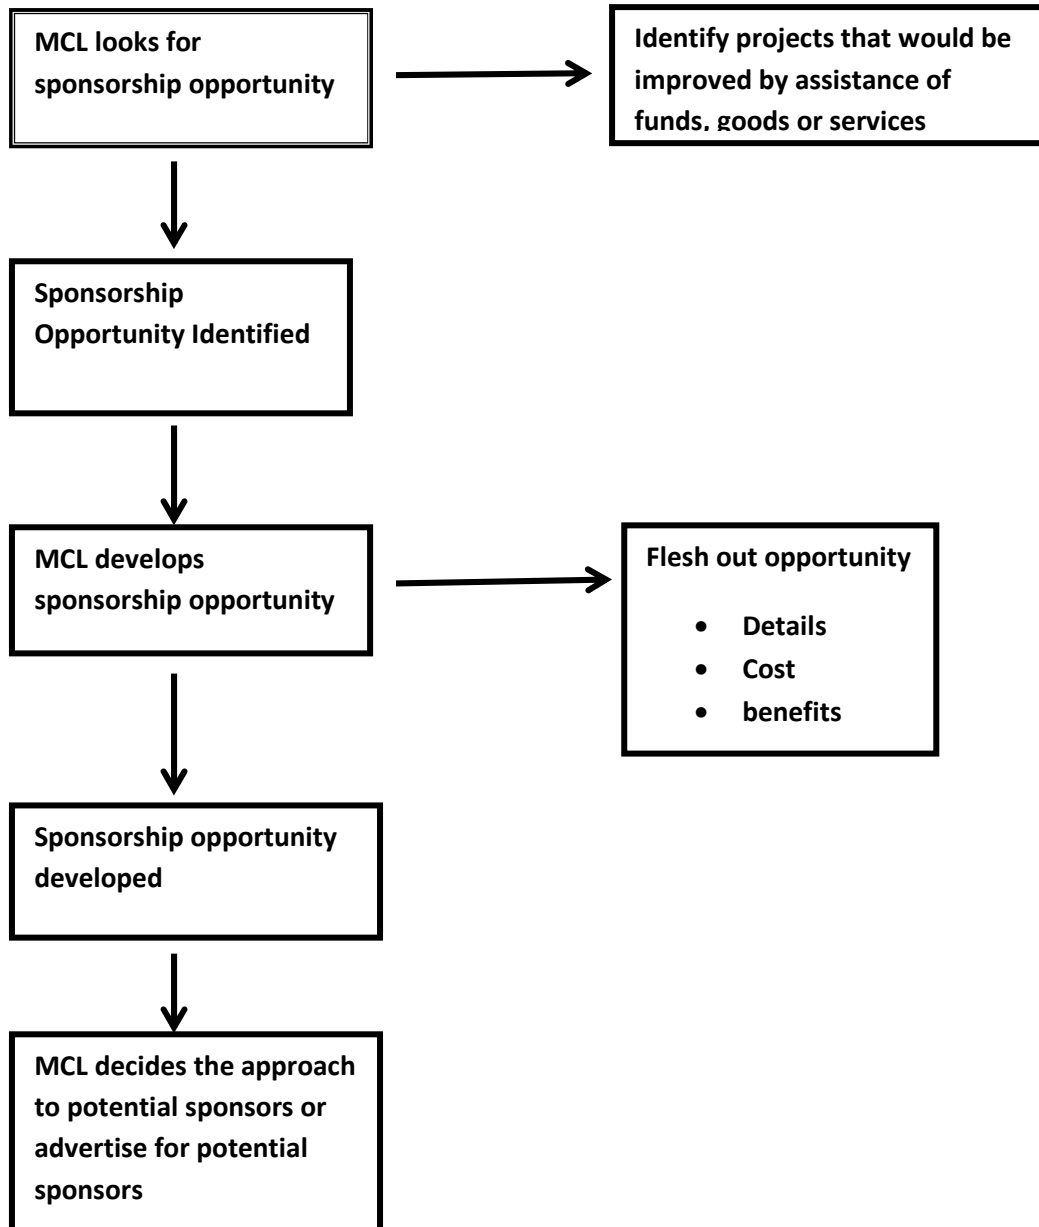 MCL looks for
sponsorship opportunity
Identify projects that would be
improved by assistance of
funds, goods or services
Sponsorship
Opportunity Identified
MCL develops
sponsorship opportunity
Flesh out opportunity
• Details
• Cost
• benefits
Sponsorship opportunity
developed
MCL decides the approach
to potential sponsors or
advertise for potential
sponsors